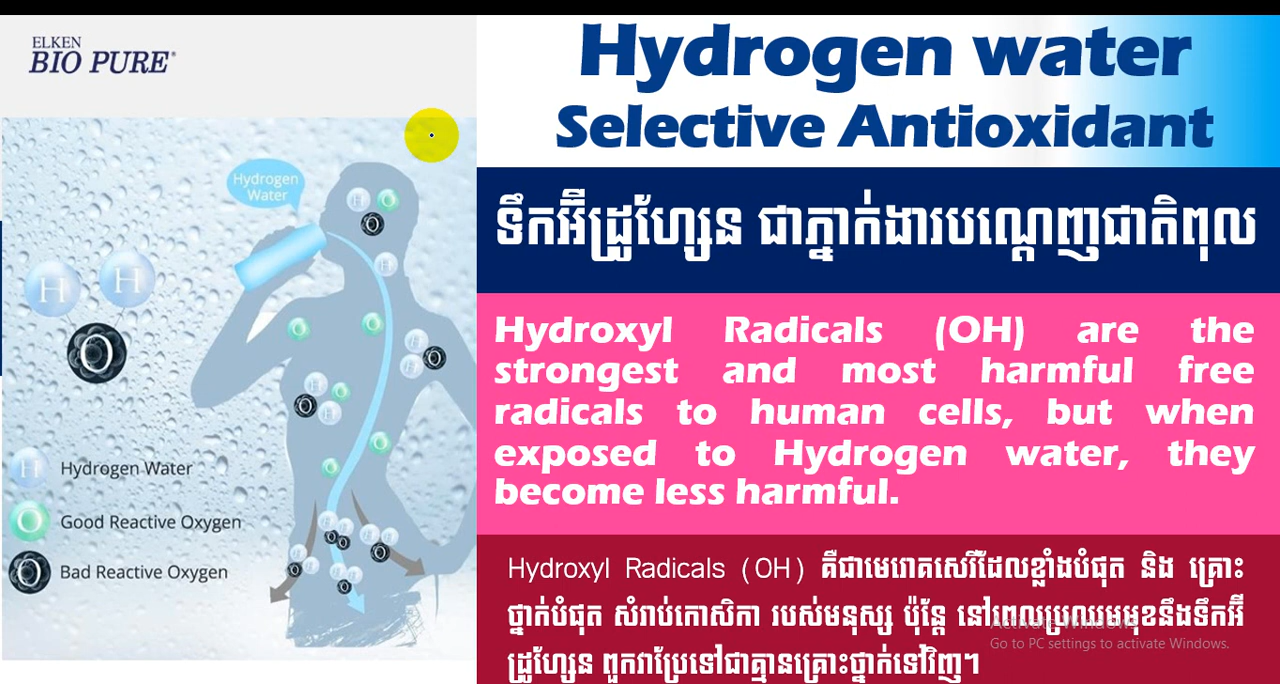 ELKEN
BIO PURE®
Hydrogen water
Selective Antioxidant
ទឹកអ៊ីដ្រូហ្សែន ជាភ្នាក់ងារបណ្តេញជាតិពុល
Hydrogen
Water
H
O
H
H
H
O
O
H
H
O
Hydroxyl Radicals (OH) are the
strongest and most harmful free
radicals to human cells, but when
exposed to Hydrogen water, they
become less harmful.
H Hydrogen Water
O Good Reactive Oxygen
O Bad Reactive Oxygen
Hydroxyl Radicals (OH) គឺជាមេរោគសេរីដែលខ្លាំងបំផុត និង គ្រោះ
ថ្នាក់បំផុត សំរាប់កោសិកា របស់មនុស្ស ប៉ុន្តែ នៅពេលប្រឈមមុខនឹងទឹកអ៊ី
ដ្រូហ្សែន ពួកវាប្រែទៅជាគ្មានគ្រោះថ្នាក់ទៅវិញ។
Activate Windows
Go to PC settings to activate Windows.